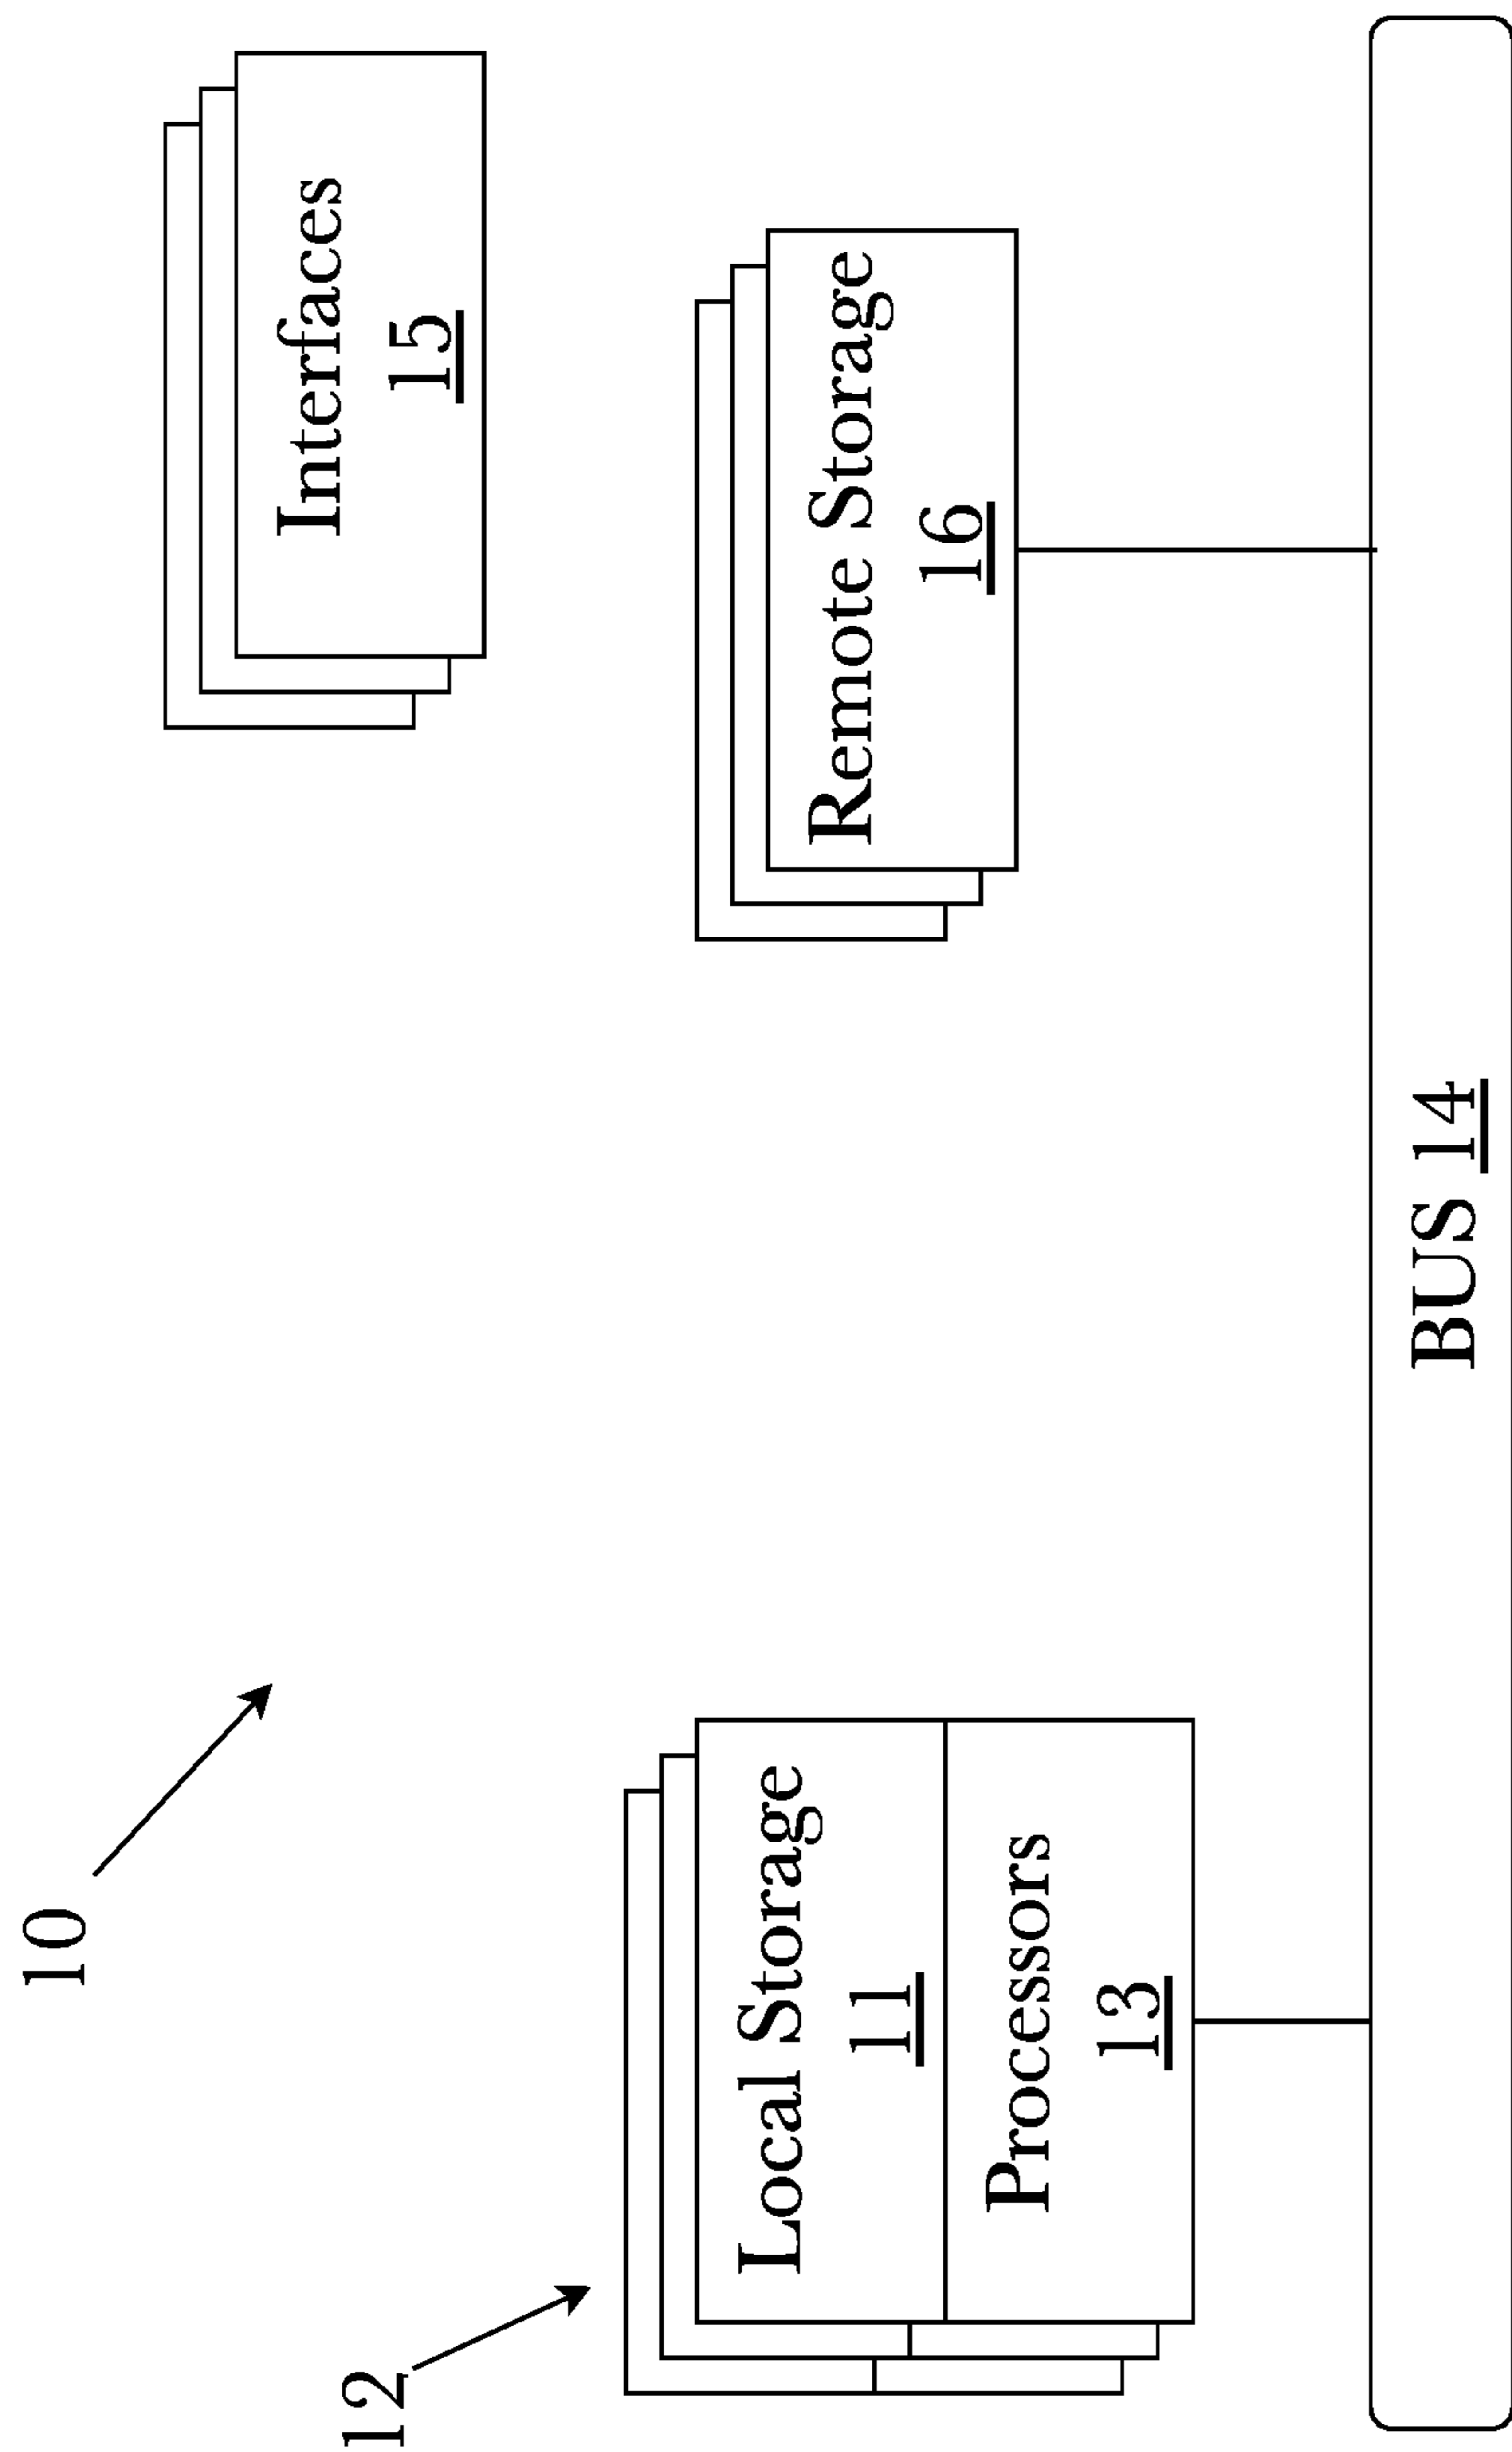 10
12
Local Storage
11
Processors
13
Interfaces
15
Remote Storage
16
BUS 14